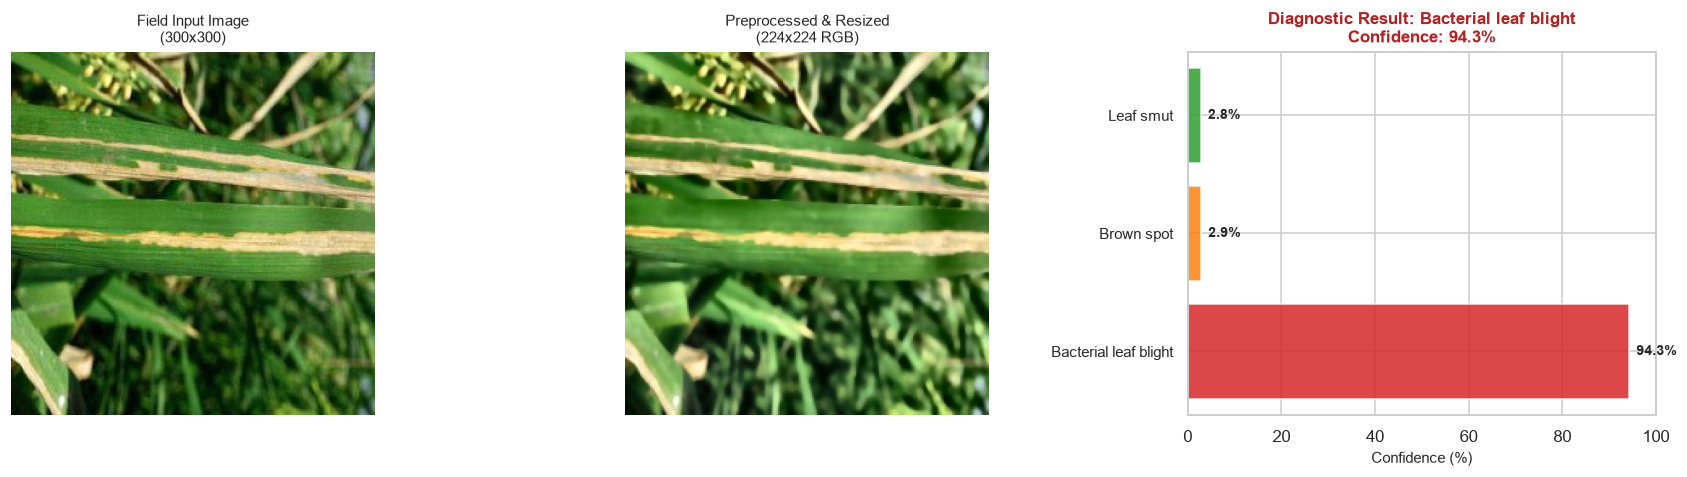 Field Input Image
(300x300)
Preprocessed & Resized
(224x224 RGB)
Diagnostic Result: Bacterial leaf blight
Confidence: 94.3%
Leaf smut
2.8%
Brown spot
2.9%
Bacterial leaf blight
94.3%
0 20 40 60 80 100
Confidence (%)